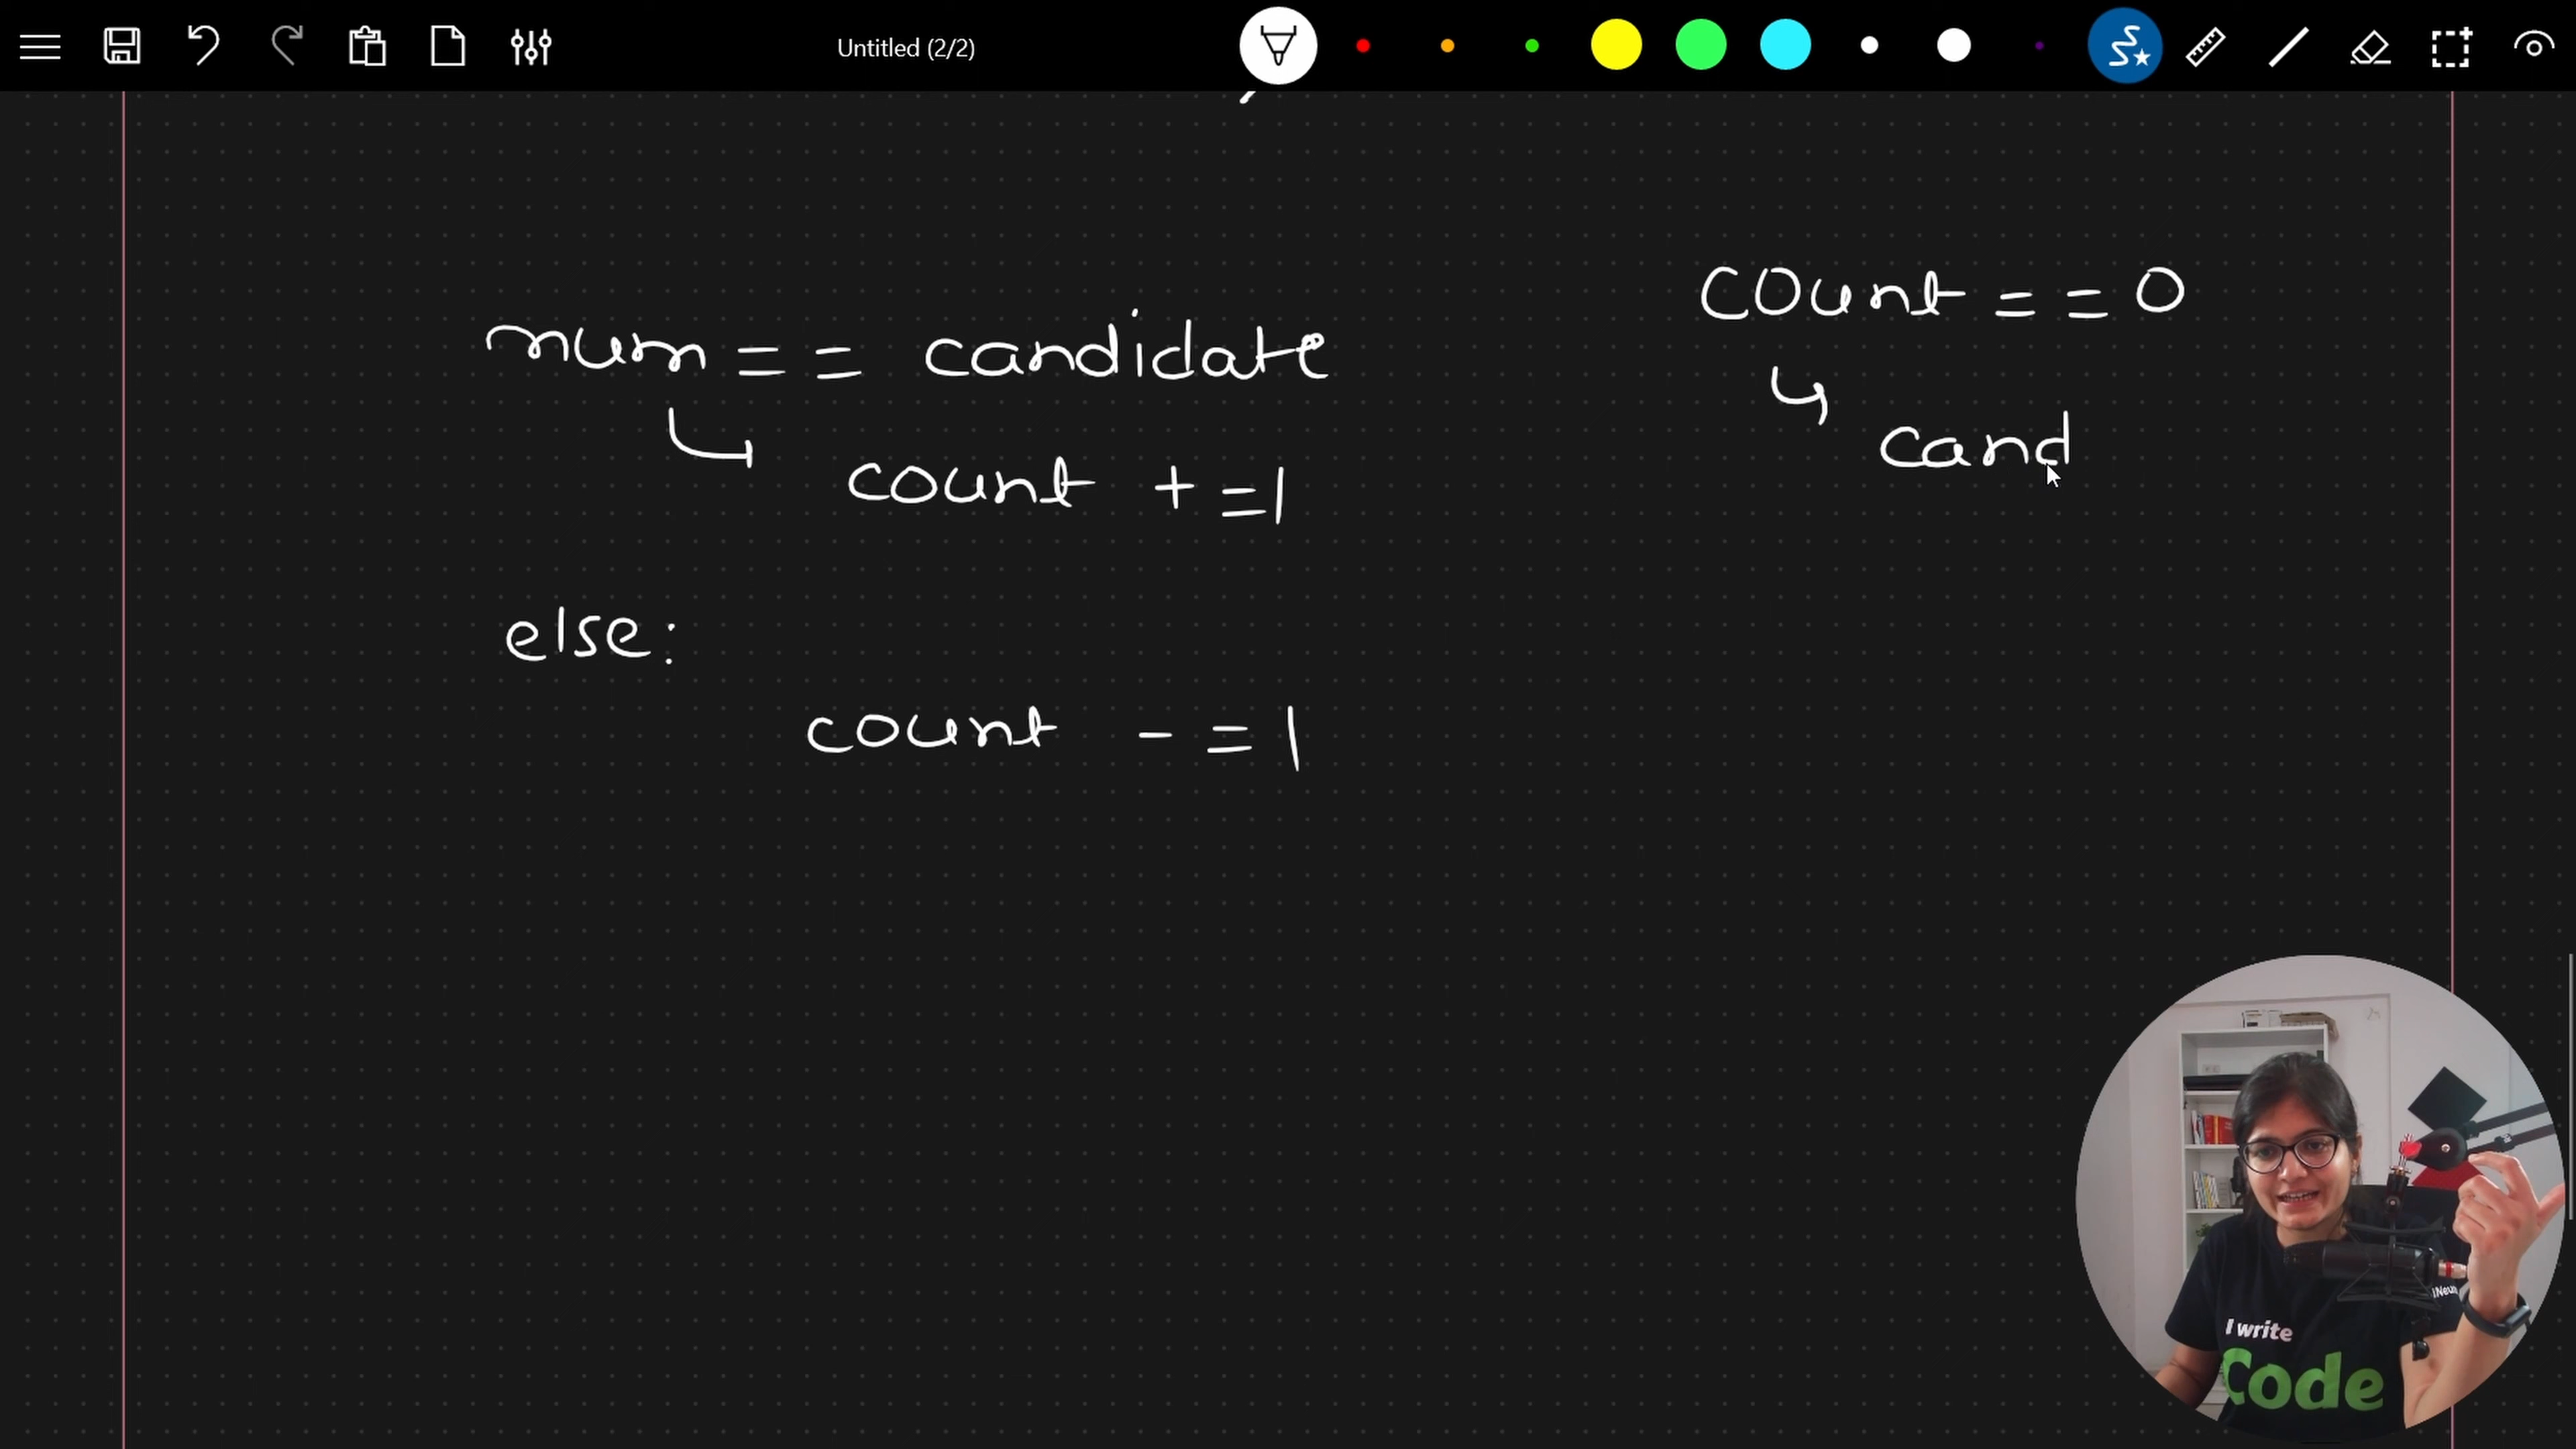 Untitled (2/2)
num == candidate
count +=1
else:
count -=1
count == 0
cand
I write
Code